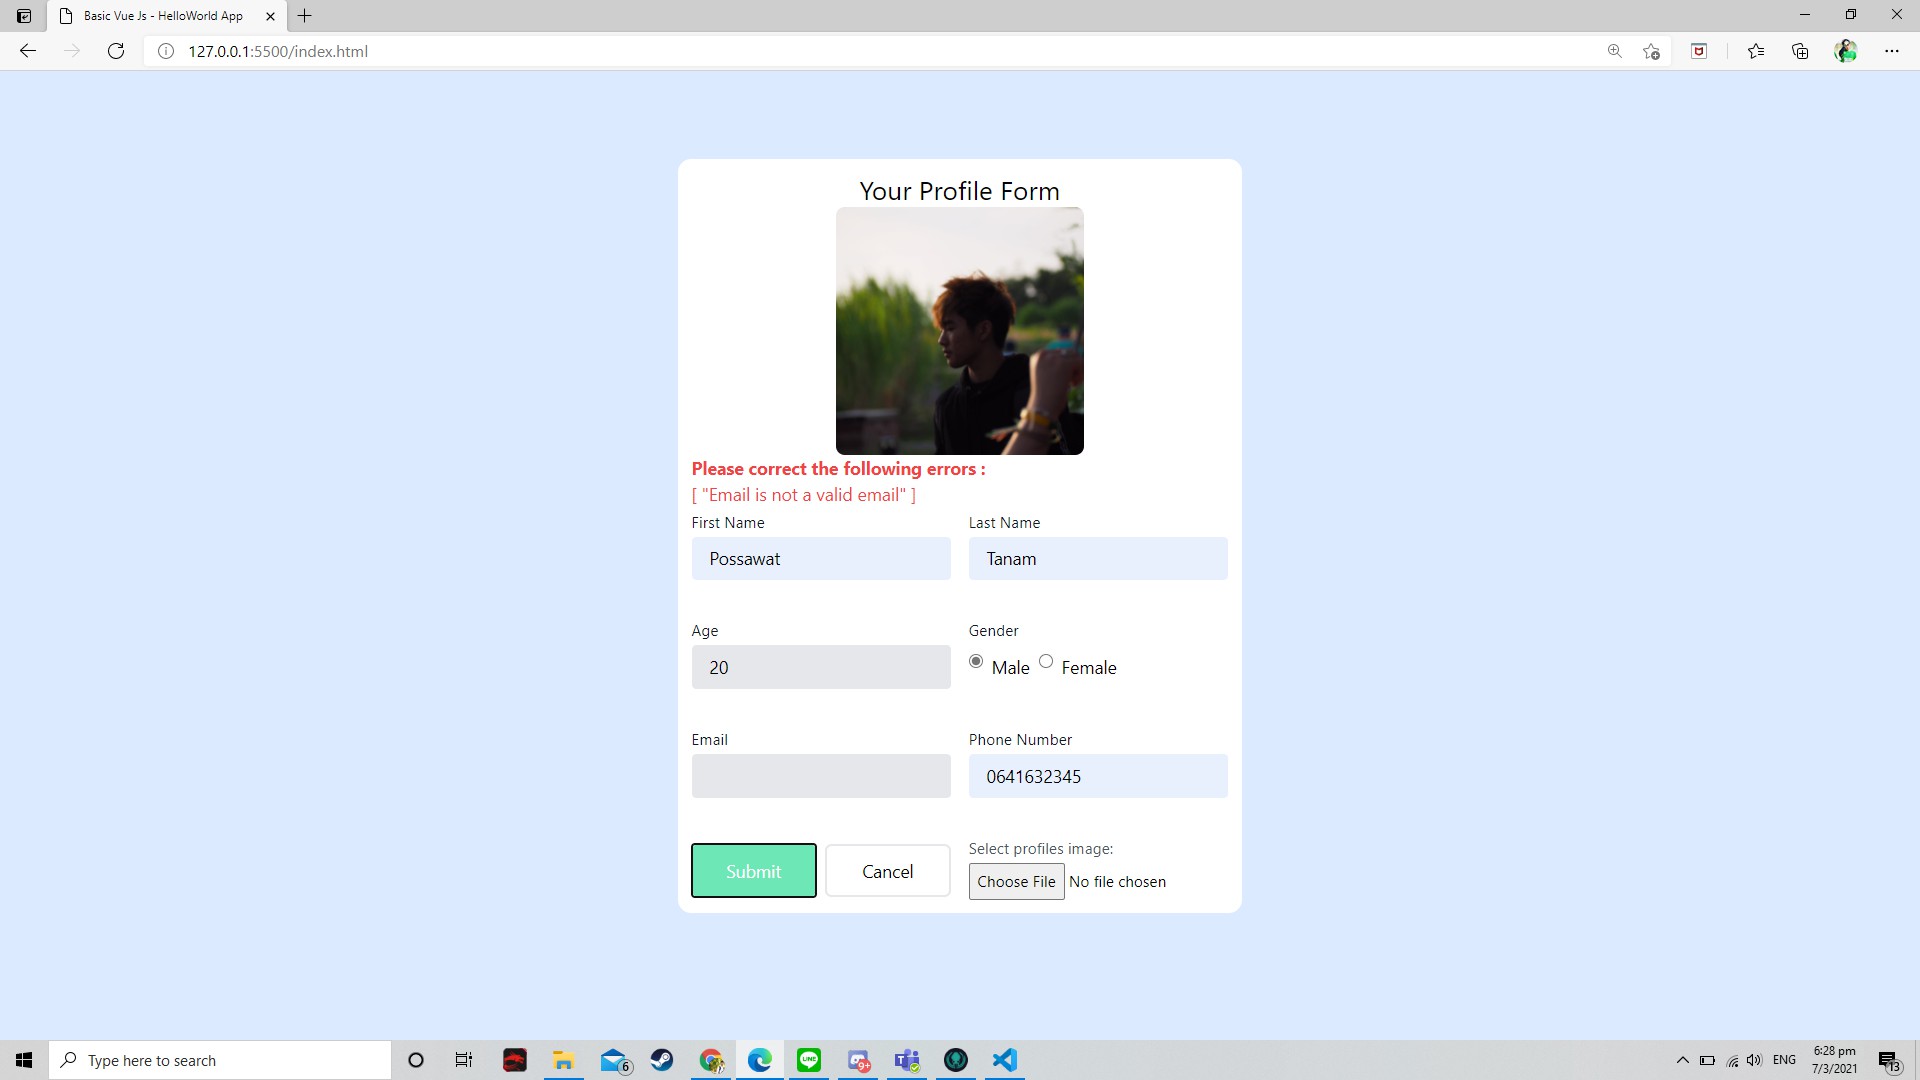 Basic Vue Js - HelloWorld App
127.0.0.1:5500/index.html
Your Profile Form
Please correct the following errors :
[ "Email is not a valid email" ]
First Name
Last Name
Possawat
Tanam
Age
Gender
20
Male
Female
Email
Phone Number
0641632345
Select profiles image:
Submit
Cancel
Choose File
No file chosen
Type here to search
6
LINE
9+
ENG
6:28 pm
7/3/2021
13